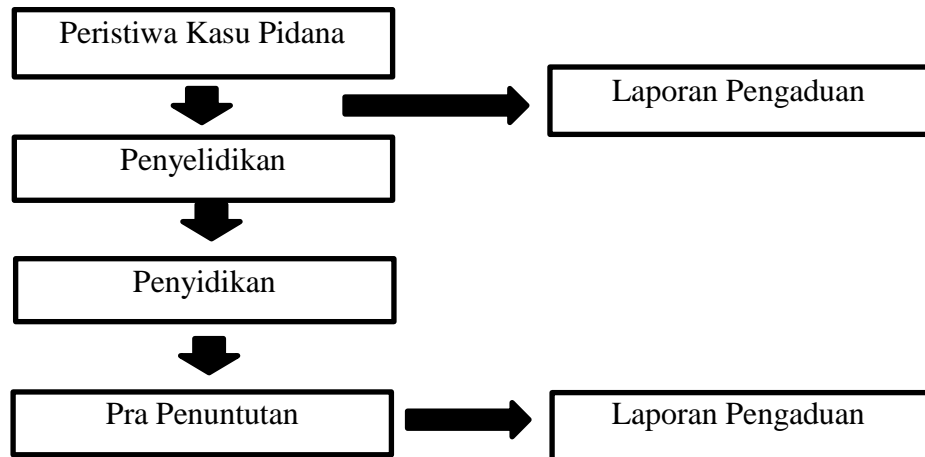 Peristiwa Kasu Pidana
Laporan Pengaduan
Penyelidikan
Penyidikan
Pra Penuntutan
Laporan Pengaduan